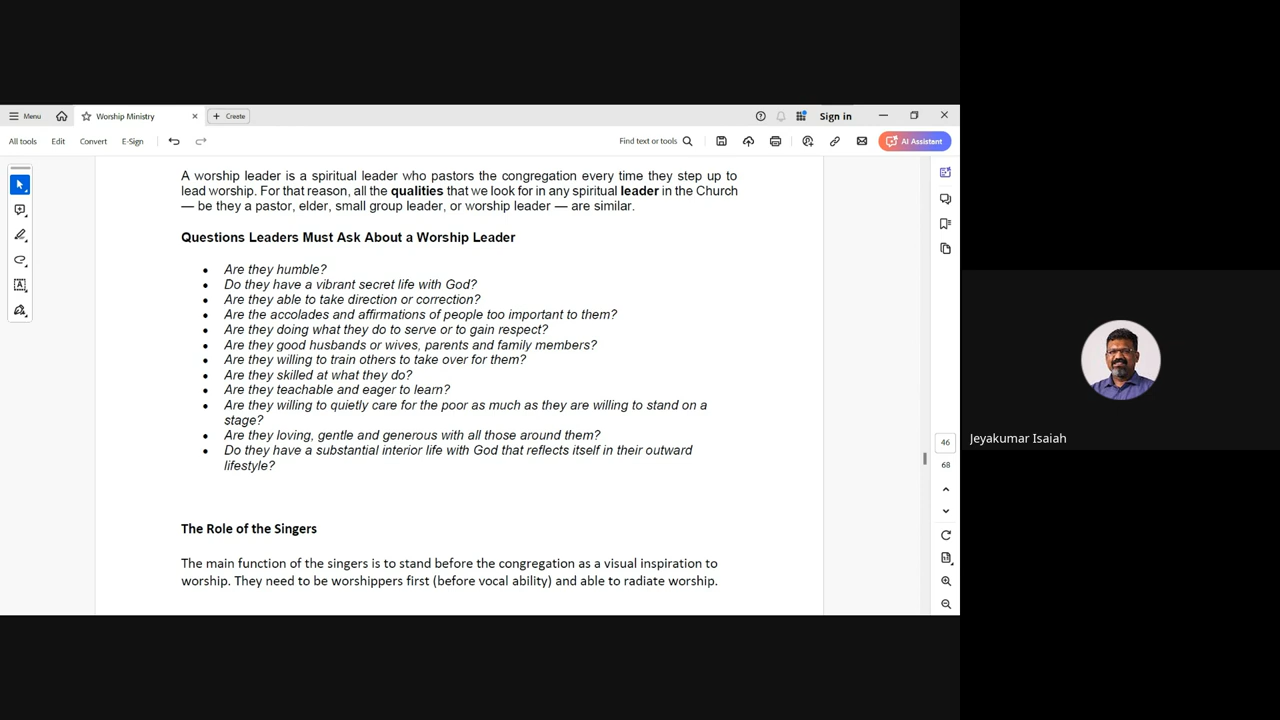 Menu
Worship Ministry
Create
Sign in
All tools
Edit
Convert
E-Sign
Find text or tools
AI Assistant
A worship leader is a spiritual leader who pastors the congregation every time they step up to
lead worship. For that reason, all the qualities that we look for in any spiritual leader in the Church
— be they a pastor, elder, small group leader, or worship leader — are similar.
Questions Leaders Must Ask About a Worship Leader
• Are they humble?
• Do they have a vibrant secret life with God?
• Are they able to take direction or correction?
• Are the accolades and affirmations of people too important to them?
• Are they doing what they do to serve or to gain respect?
• Are they good husbands or wives, parents and family members?
• Are they willing to train others to take over for them?
• Are they skilled at what they do?
• Are they teachable and eager to learn?
• Are they willing to quietly care for the poor as much as they are willing to stand on a
stage?
• Are they loving, gentle and generous with all those around them?
• Do they have a substantial interior life with God that reflects itself in their outward
lifestyle?
The Role of the Singers
The main function of the singers is to stand before the congregation as a visual inspiration to
worship. They need to be worshippers first (before vocal ability) and able to radiate worship.
46
68
Jeyakumar Isaiah